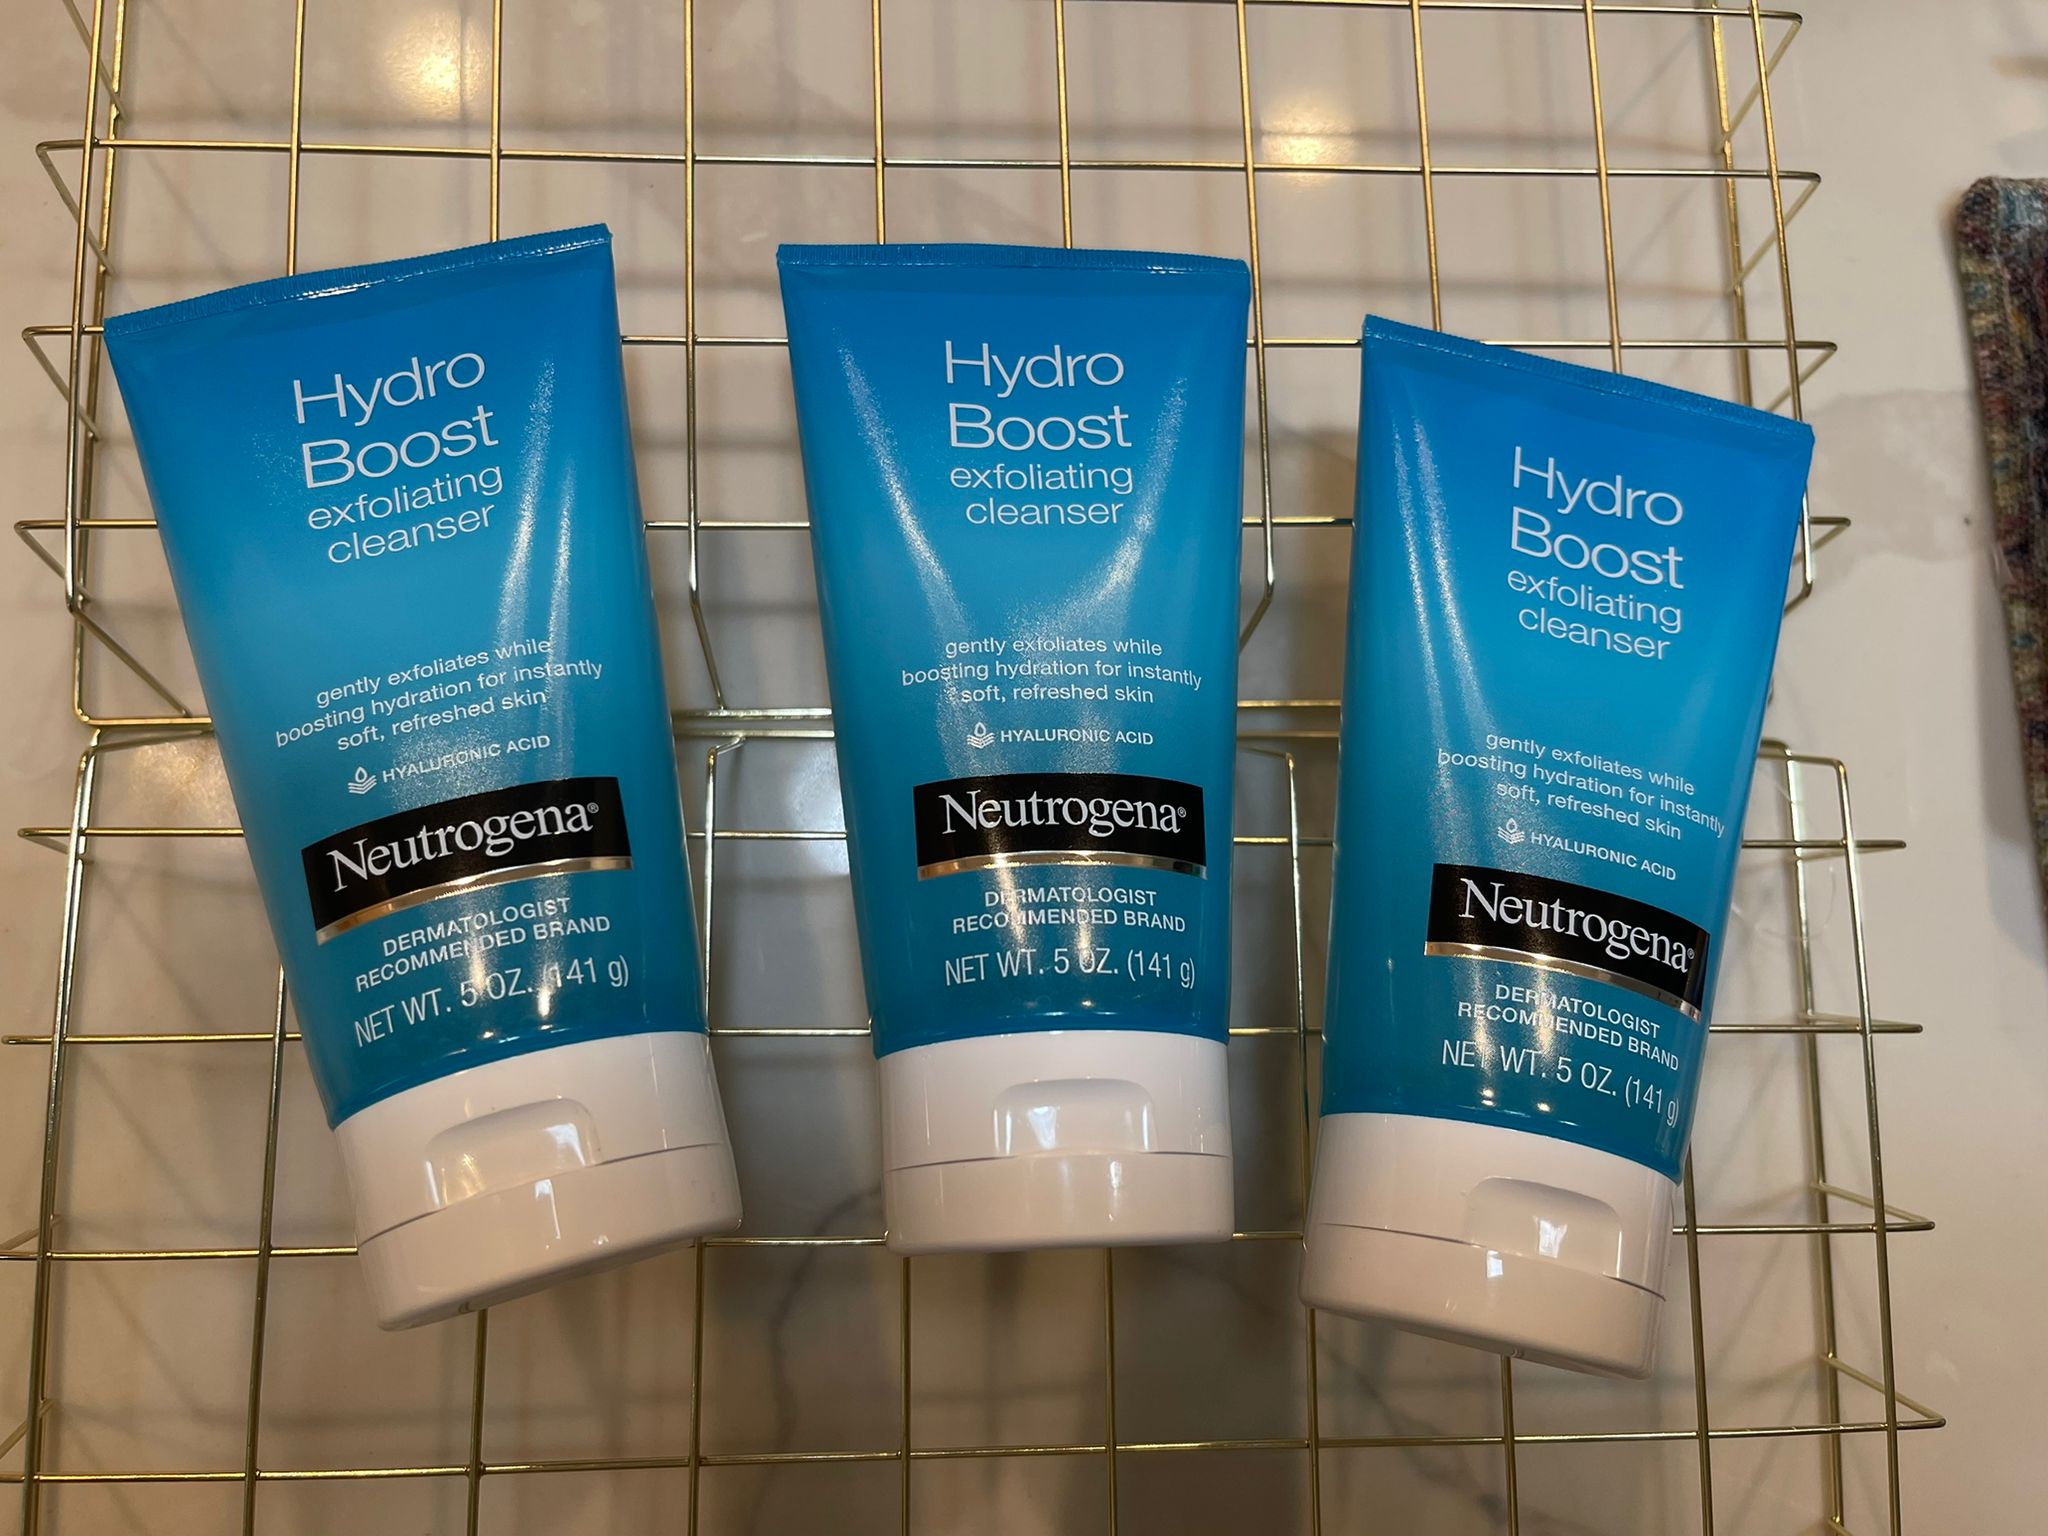 Hydro
Boost
exfoliating
cleanser
gently exfoliates while
boosting hydration for instantly
soft, refreshed skin
HYALURONIC ACID
Neutrogena®
DERMATOLOGIST
RECOMMENDED BRAND
NET WT. 5 OZ. (141 g)
Hydro
Boost
exfoliating
cleanser
gently exfoliates while
boosting hydration for instantly
soft, refreshed skin
HYALURONIC ACID
Neutrogena®
DERMATOLOGIST
RECOMMENDED BRAND
NET WT. 5 OZ. (141 g)
Hydro
Boost
exfoliating
cleanser
gently exfoliates while
boosting hydration for instantly
soft, refreshed skin
HYALURONIC ACID
Neutrogena®
DERMATOLOGIST
RECOMMENDED BRAND
NET WT. 5 OZ. (141 g)